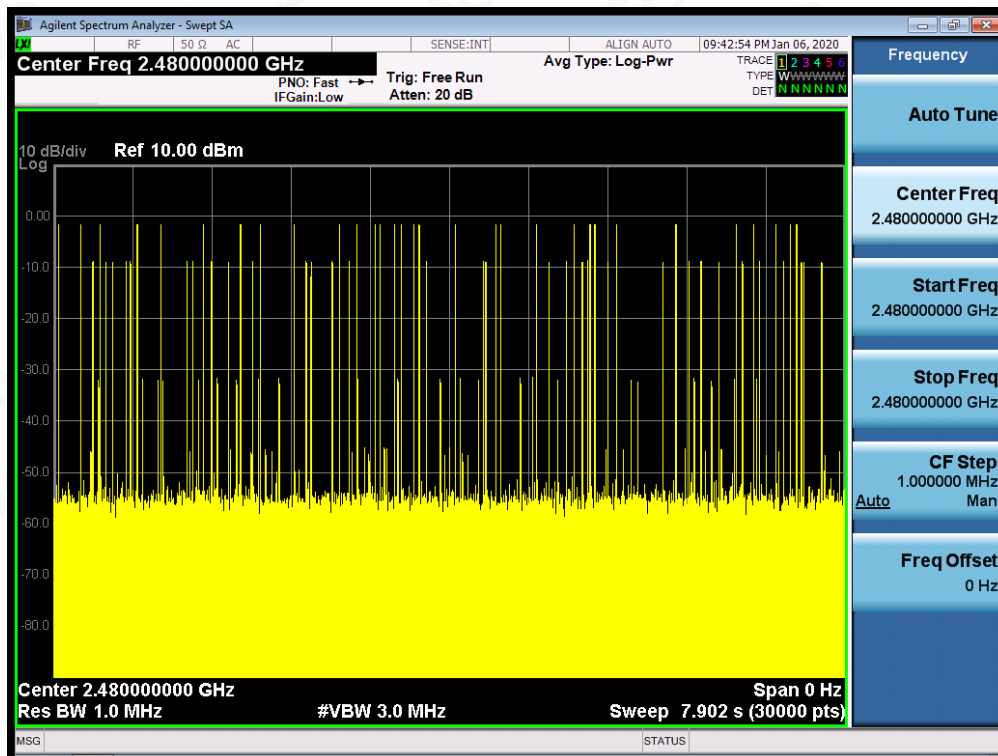 Agilent Spectrum Analyzer - Swept SA
LXI RF 50 Ω AC SENSE:INT ALIGN AUTO 09:42:54 PM Jan 06, 2020
Center Freq 2.480000000 GHz
PNO: Fast
IFGain:Low
Trig: Free Run
Atten: 20 dB
Avg Type: Log-Pwr
TRACE 1 2 3 4 5 6
TYPE WWWWWW
DET N N N N N N
10 dB/div Ref 10.00 dBm
Log
0.00
-10.0
-20.0
-30.0
-40.0
-50.0
-60.0
-70.0
-80.0
Center 2.480000000 GHz Span 0 Hz
Res BW 1.0 MHz #VBW 3.0 MHz Sweep 7.902 s (30000 pts)
MSG STATUS
Frequency
Auto Tune
Center Freq
2.480000000 GHz
Start Freq
2.480000000 GHz
Stop Freq
2.480000000 GHz
CF Step
1.000000 MHz
Auto Man
Freq Offset
0 Hz